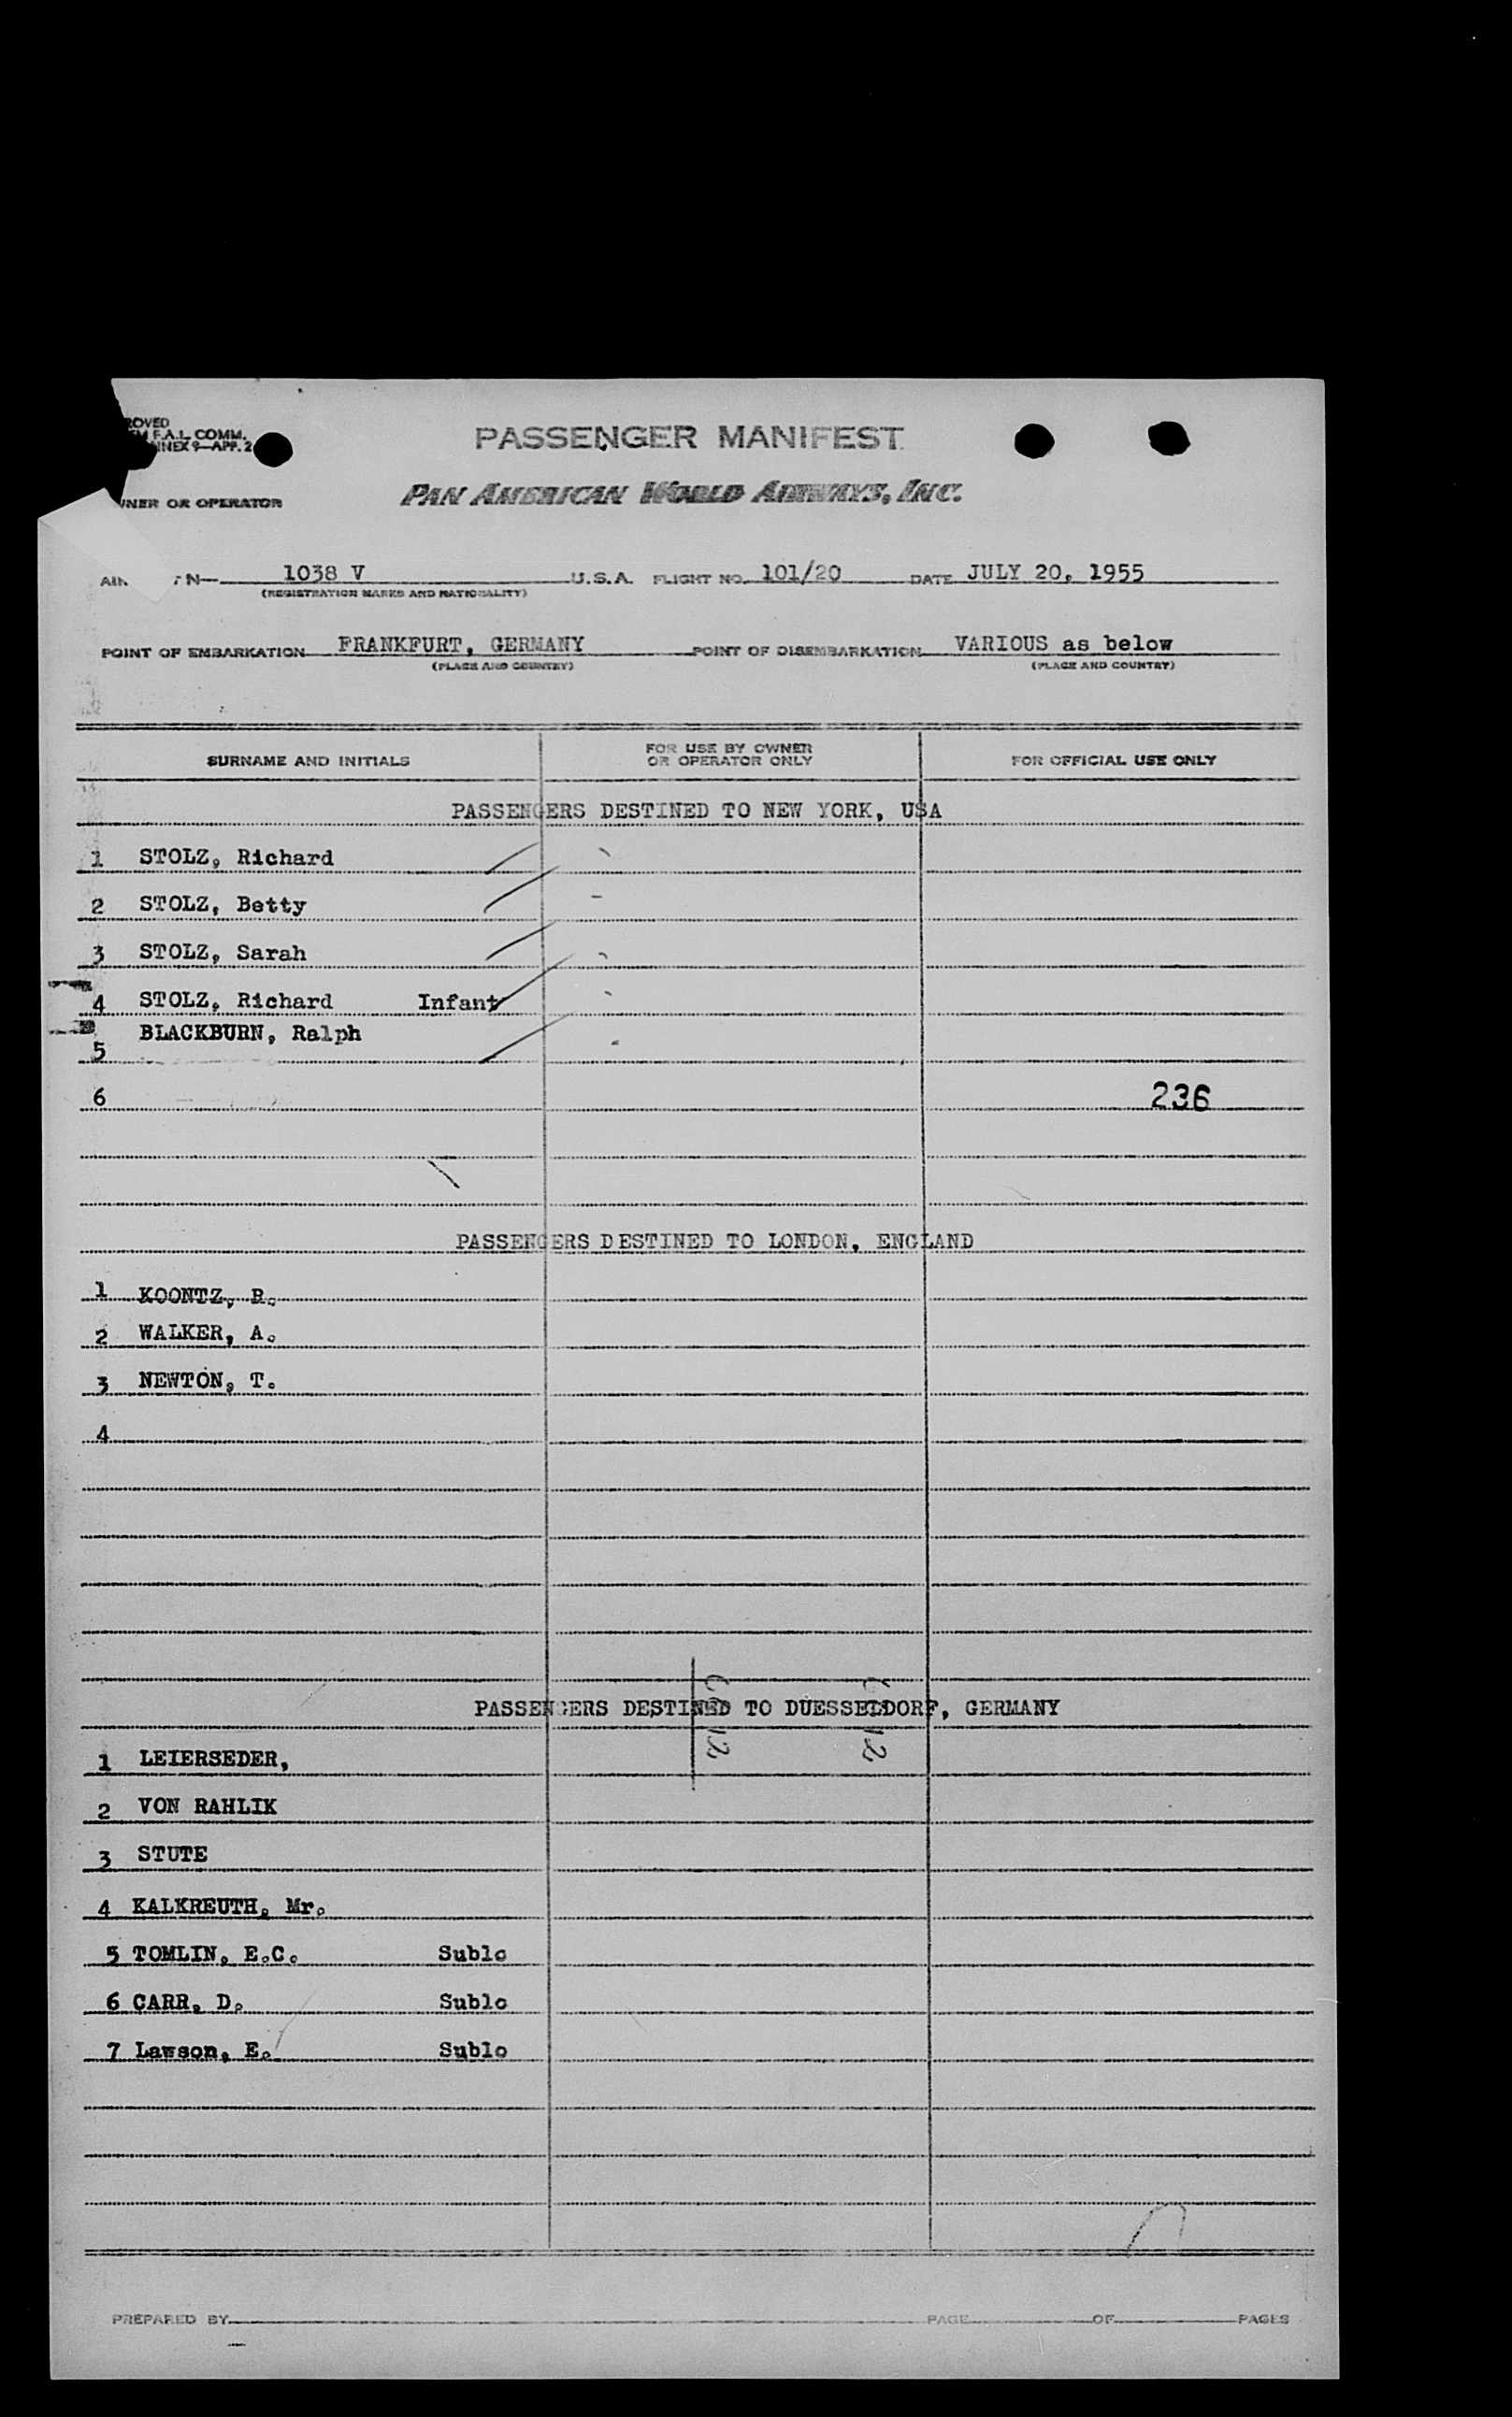 ROVED
F.A.L. COMM.
ANNEX 9—APP. 2
PASSENGER MANIFEST
OWNER OR OPERATOR
PAN AMERICAN WORLD AIRWAYS, INC.
N— 1038 V U.S.A. FLIGHT NO. 101/20 DATE JULY 20, 1955
(REGISTRATION MARKS AND NATIONALITY)
POINT OF EMBARKATION FRANKFURT, GERMANY POINT OF DISEMBARKATION VARIOUS as below
(PLACE AND COUNTRY) (PLACE AND COUNTRY)
SURNAME AND INITIALS FOR USE BY OWNER OR OPERATOR ONLY FOR OFFICIAL USE ONLY
PASSENGERS DESTINED TO NEW YORK, USA
1 STOLZ, Richard
2 STOLZ, Betty
3 STOLZ, Sarah
4 STOLZ, Richard Infant
5 BLACKBURN, Ralph
6
236
PASSENGERS DESTINED TO LONDON, ENGLAND
1 KOONTZ, R.
2 WALKER, A.
3 NEWTON, T.
4
PASSENGERS DESTINED TO DUESSELDORF, GERMANY
1 LEIERSEDER,
2 VON RAHLIK
3 STUTE
4 KALKREUTH, Mr.
5 TOMLIN, E.C. Sublo
6 CARR, D. Sublo
7 Lawson, E. Sublo
PREPARED BY PAGE OF PAGES